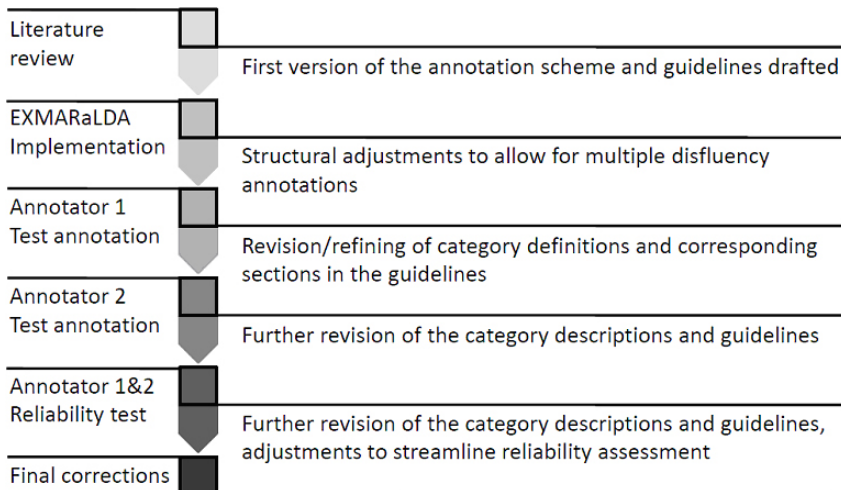 Literature
review
First version of the annotation scheme and guidelines drafted
EXMARaLDA
Implementation
Structural adjustments to allow for multiple disfluency
annotations
Annotator 1
Test annotation
Revision/refining of category definitions and corresponding
sections in the guidelines
Annotator 2
Test annotation
Further revision of the category descriptions and guidelines
Annotator 1&2
Reliability test
Further revision of the category descriptions and guidelines,
adjustments to streamline reliability assessment
Final corrections